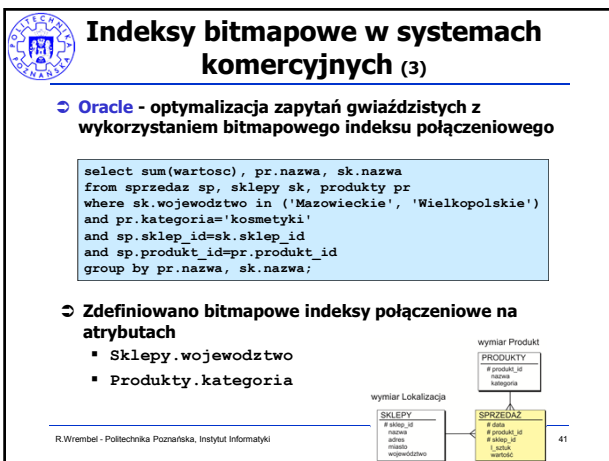 POLITECHNIKA POZNAŃSKA
Indeksy bitmapowe w systemach
komercyjnych (3)
Oracle - optymalizacja zapytań gwiaździstych z
wykorzystaniem bitmapowego indeksu połączeniowego
select sum(wartosc), pr.nazwa, sk.nazwa
from sprzedaz sp, sklepy sk, produkty pr
where sk.wojewodztwo in ('Mazowieckie', 'Wielkopolskie')
and pr.kategoria='kosmetyki'
and sp.sklep_id=sk.sklep_id
and sp.produkt_id=pr.produkt_id
group by pr.nazwa, sk.nazwa;
Zdefiniowano bitmapowe indeksy połączeniowe na
atrybutach
Sklepy.wojewodztwo
Produkty.kategoria
wymiar Produkt
PRODUKTY
# produkt_id
nazwa
kategoria
wymiar Lokalizacja
SKLEPY
# sklep_id
nazwa
adres
miasto
województwo
SPRZEDAŻ
# data
# produkt_id
# sklep_id
l_sztuk
wartość
R.Wrembel - Politechnika Poznańska, Instytut Informatyki
41